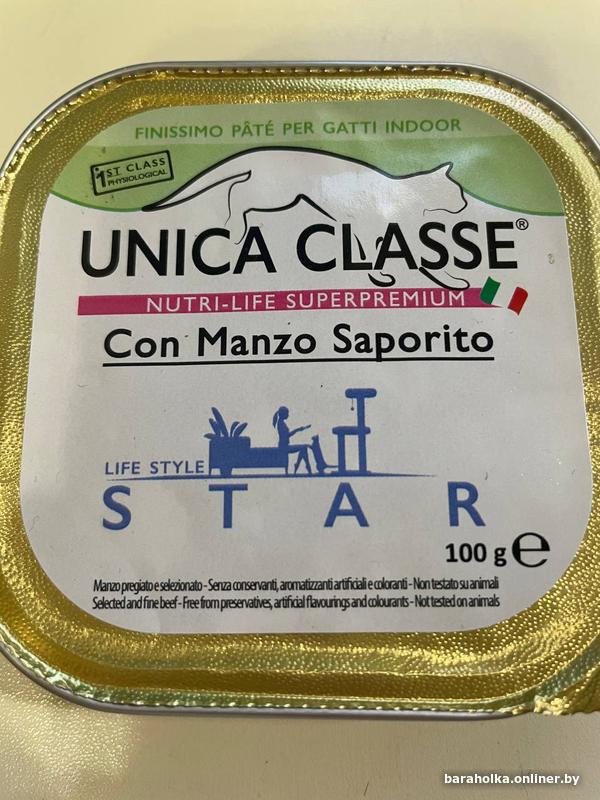 FINISSIMO PÂTÉ PER GATTI INDOOR
1ST CLASS
PHYSIOLOGICAL
UNICA CLASSE®
NUTRI-LIFE SUPERPREMIUM
Con Manzo Saporito
LIFE STYLE
STAR
100 g ℮
Manzo pregiato e selezionato - Senza conservanti, aromatizzanti artificiali e coloranti - Non testato su animali
Selected and fine beef - Free from preservatives, artificial flavourings and colourants - Not tested on animals
baraholka.onliner.by